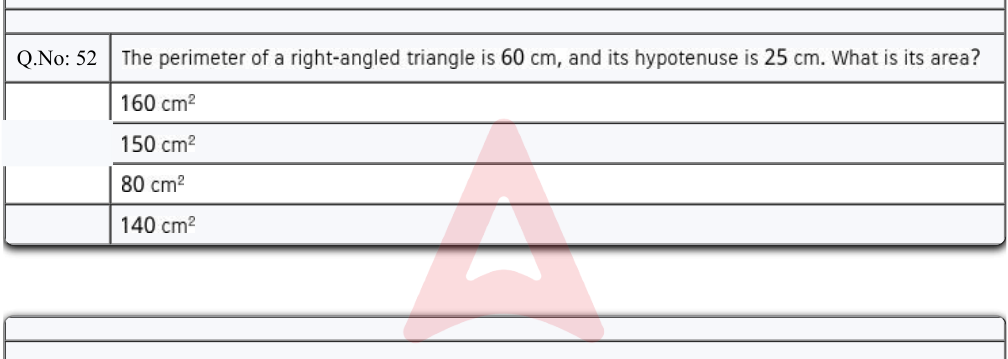 Q.No: 52 The perimeter of a right-angled triangle is 60 cm, and its hypotenuse is 25 cm. What is its area?
160 cm²
150 cm²
80 cm²
140 cm²